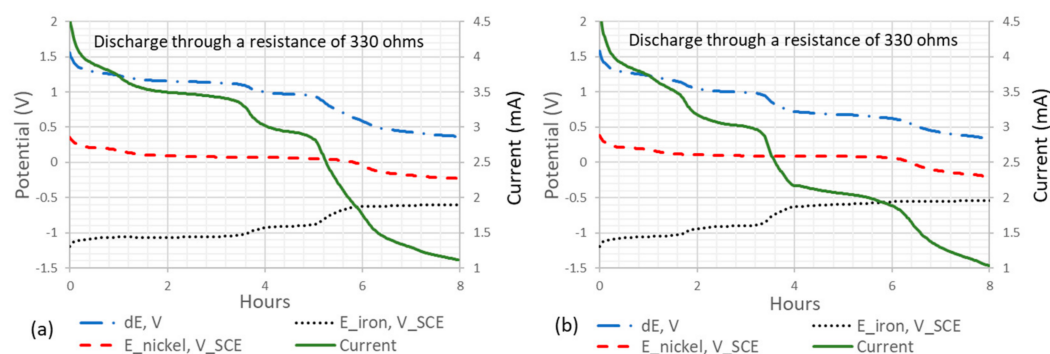 Discharge through a resistance of 330 ohms
Potential (V)
2
1.5
1
0.5
0
-0.5
-1
-1.5
4.5
4
3.5
3
2.5
2
1.5
1
Current (mA)
0 2 4 6 8
Hours
(a)
dE, V
E_iron, V_SCE
E_nickel, V_SCE
Current
Discharge through a resistance of 330 ohms
Potential (V)
2
1.5
1
0.5
0
-0.5
-1
-1.5
4.5
4
3.5
3
2.5
2
1.5
1
Current (mA)
0 2 4 6 8
Hours
(b)
dE, V
E_iron, V_SCE
E_nickel, V_SCE
Current